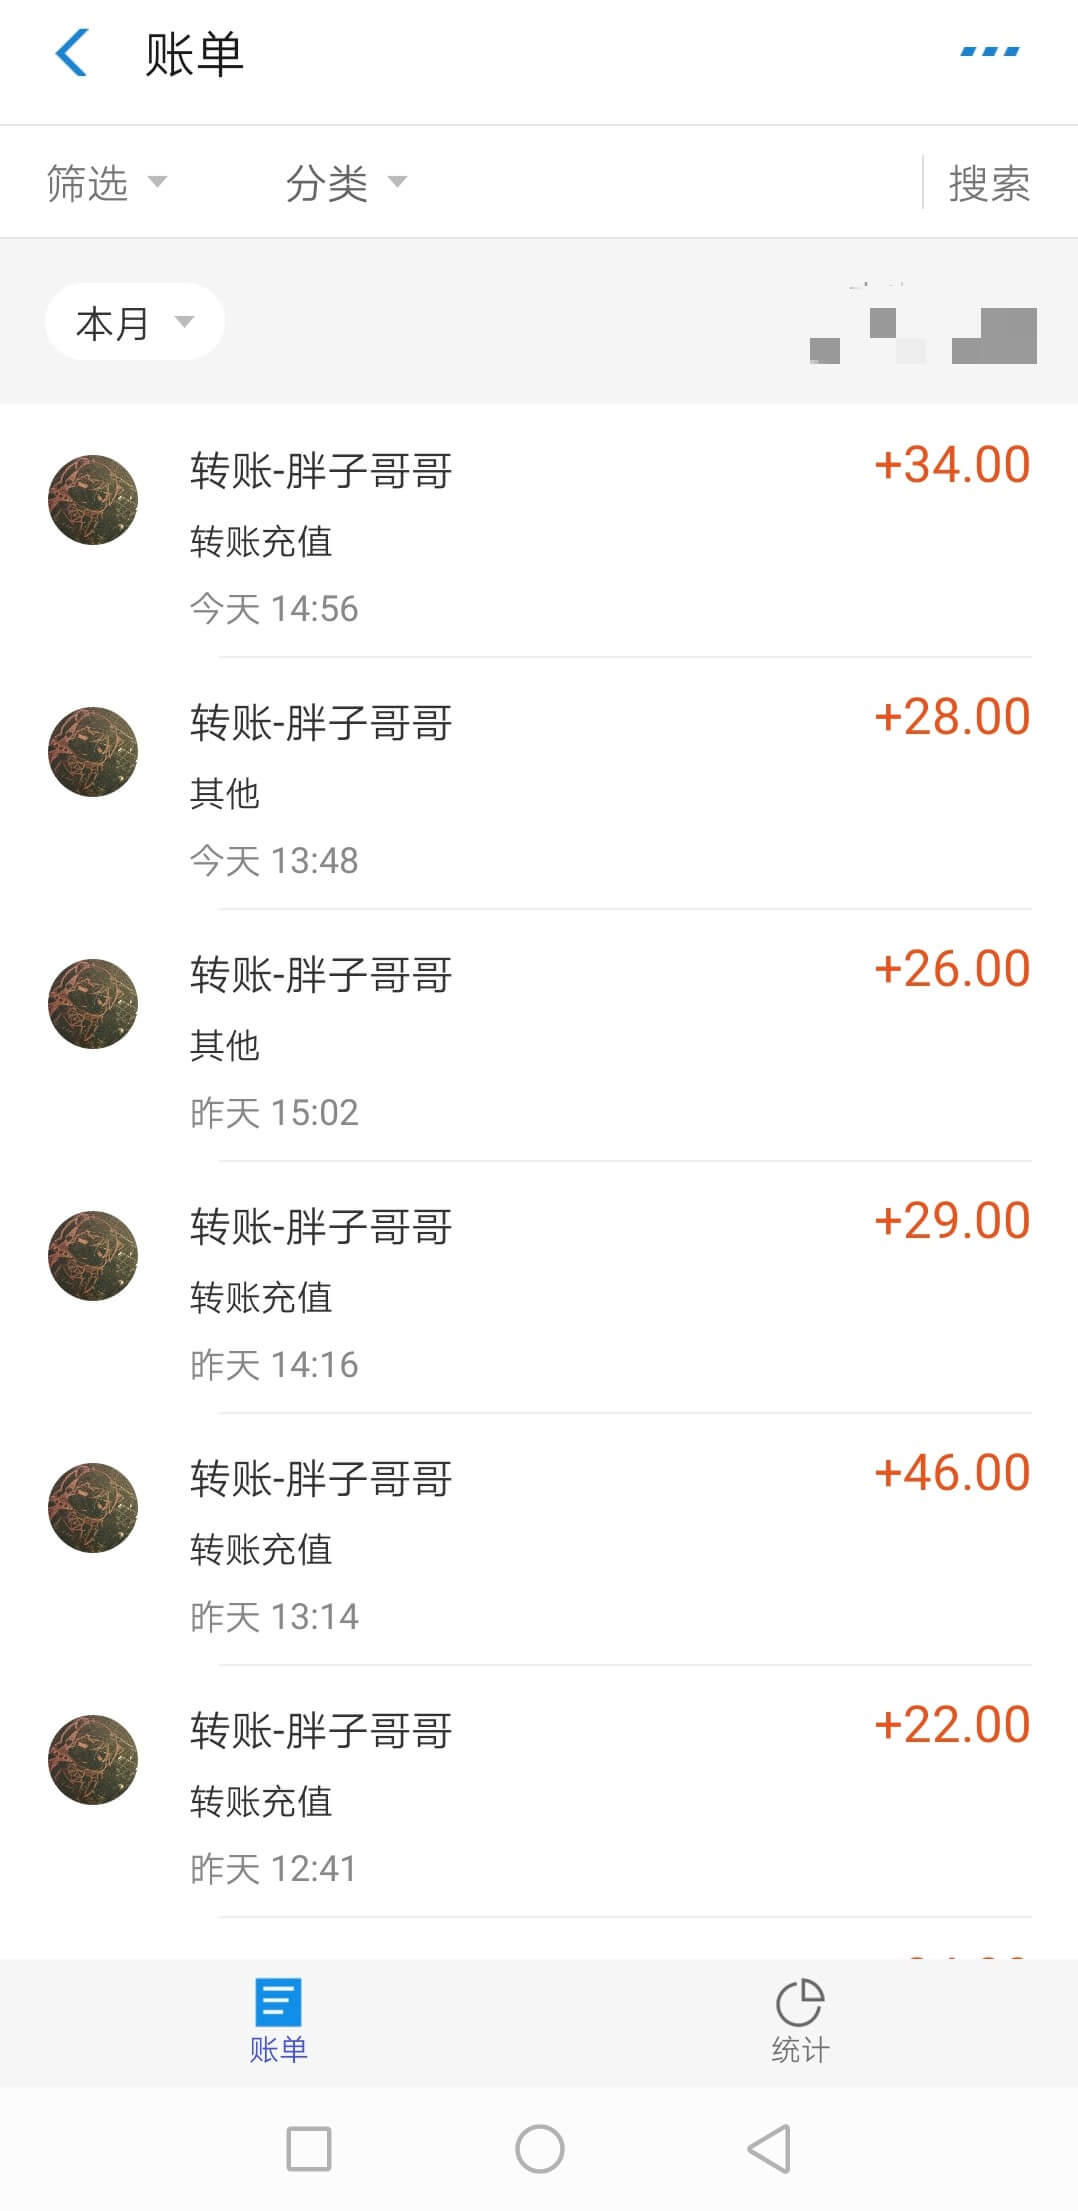 账单
筛选
分类
搜索
本月
转账-胖子哥哥
+34.00
转账充值
今天 14:56
转账-胖子哥哥
+28.00
其他
今天 13:48
转账-胖子哥哥
+26.00
其他
昨天 15:02
转账-胖子哥哥
+29.00
转账充值
昨天 14:16
转账-胖子哥哥
+46.00
转账充值
昨天 13:14
转账-胖子哥哥
+22.00
转账充值
昨天 12:41
账单
统计